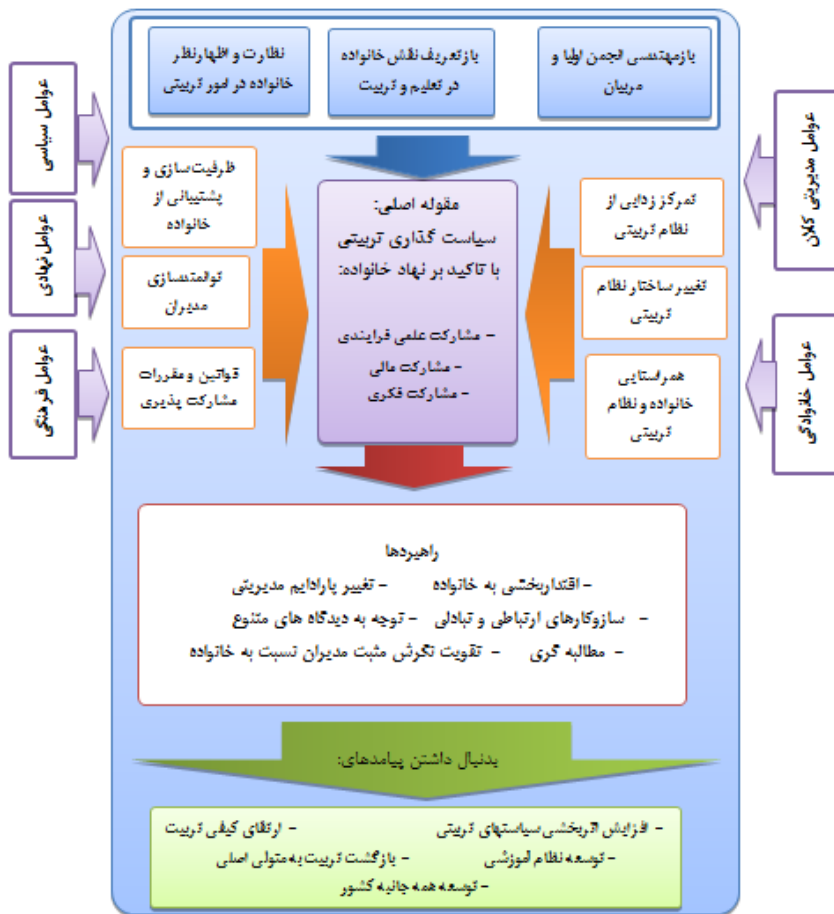 بازمهندسی انجمن اولیا و
مربیان
بازتعریف نقش خانواده
در تعلیم و تربیت
نظارت و اظهارنظر
خانواده در امور تربیتی
عوامل مدیریتی کلان
عوامل خانوادگی
عوامل سیاسی
عوامل نهادی
عوامل فرهنگی
تمرکز زدایی از
نظام تربیتی
تغییر ساختار نظام
تربیتی
همراستایی
خانواده و نظام
تربیتی
مقوله اصلی:
سیاست گذاری تربیتی
با تاکید بر نهاد خانواده:
- مشارکت علمی فرایندی
- مشارکت مالی
- مشارکت فکری
ظرفیت‌سازی و
پشتیبانی از
خانواده
توانمندسازی
مدیران
قوانین و مقررات
مشارکت پذیری
راهبردها
- اقتداربخشی به خانواده - تغییر پارادایم مدیریتی
- سازوکارهای ارتباطی و تبادلی - توجه به دیدگاه های متنوع
- مطالبه گری - تقویت نگرش مثبت مدیران نسبت به خانواده
بدنبال داشتن پیامدهای:
- افزایش اثربخشی سیاستهای تربیتی - ارتقای کیفی تربیت
- توسعه نظام آموزشی - بازگشت تربیت به متولی اصلی
- توسعه همه جانبه کشور